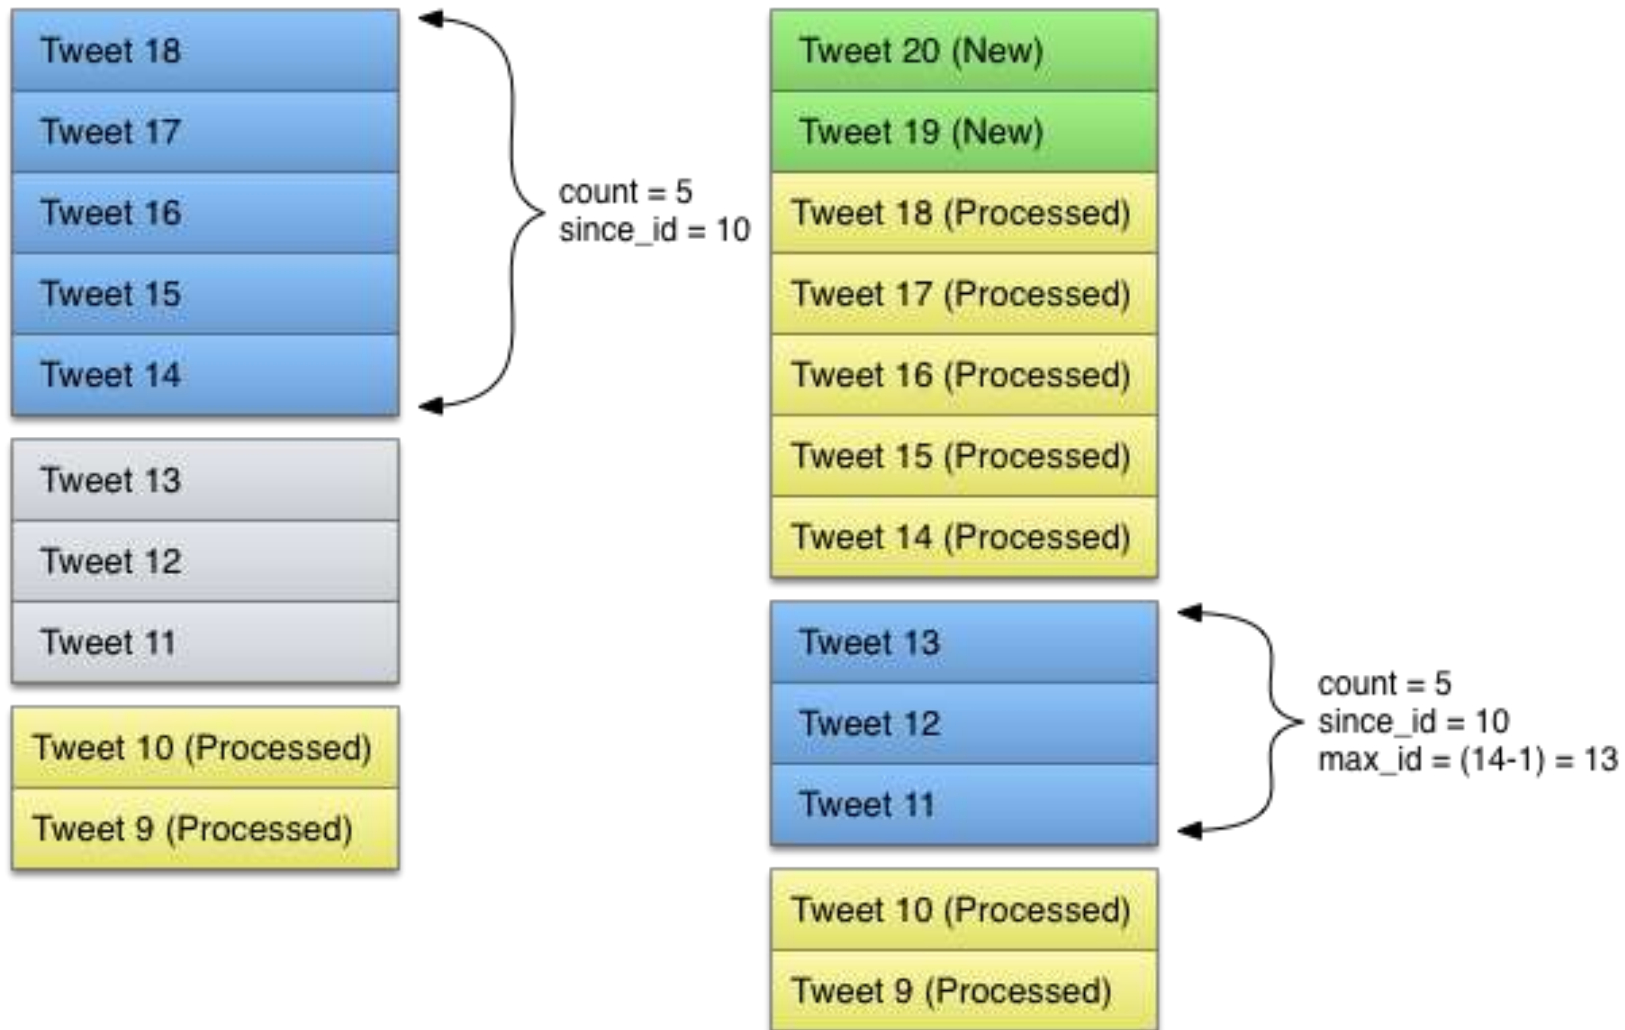 Tweet 18
Tweet 17
Tweet 16
Tweet 15
Tweet 14
count = 5
since_id = 10
Tweet 13
Tweet 12
Tweet 11
Tweet 10 (Processed)
Tweet 9 (Processed)
Tweet 20 (New)
Tweet 19 (New)
Tweet 18 (Processed)
Tweet 17 (Processed)
Tweet 16 (Processed)
Tweet 15 (Processed)
Tweet 14 (Processed)
Tweet 13
Tweet 12
Tweet 11
count = 5
since_id = 10
max_id = (14-1) = 13
Tweet 10 (Processed)
Tweet 9 (Processed)